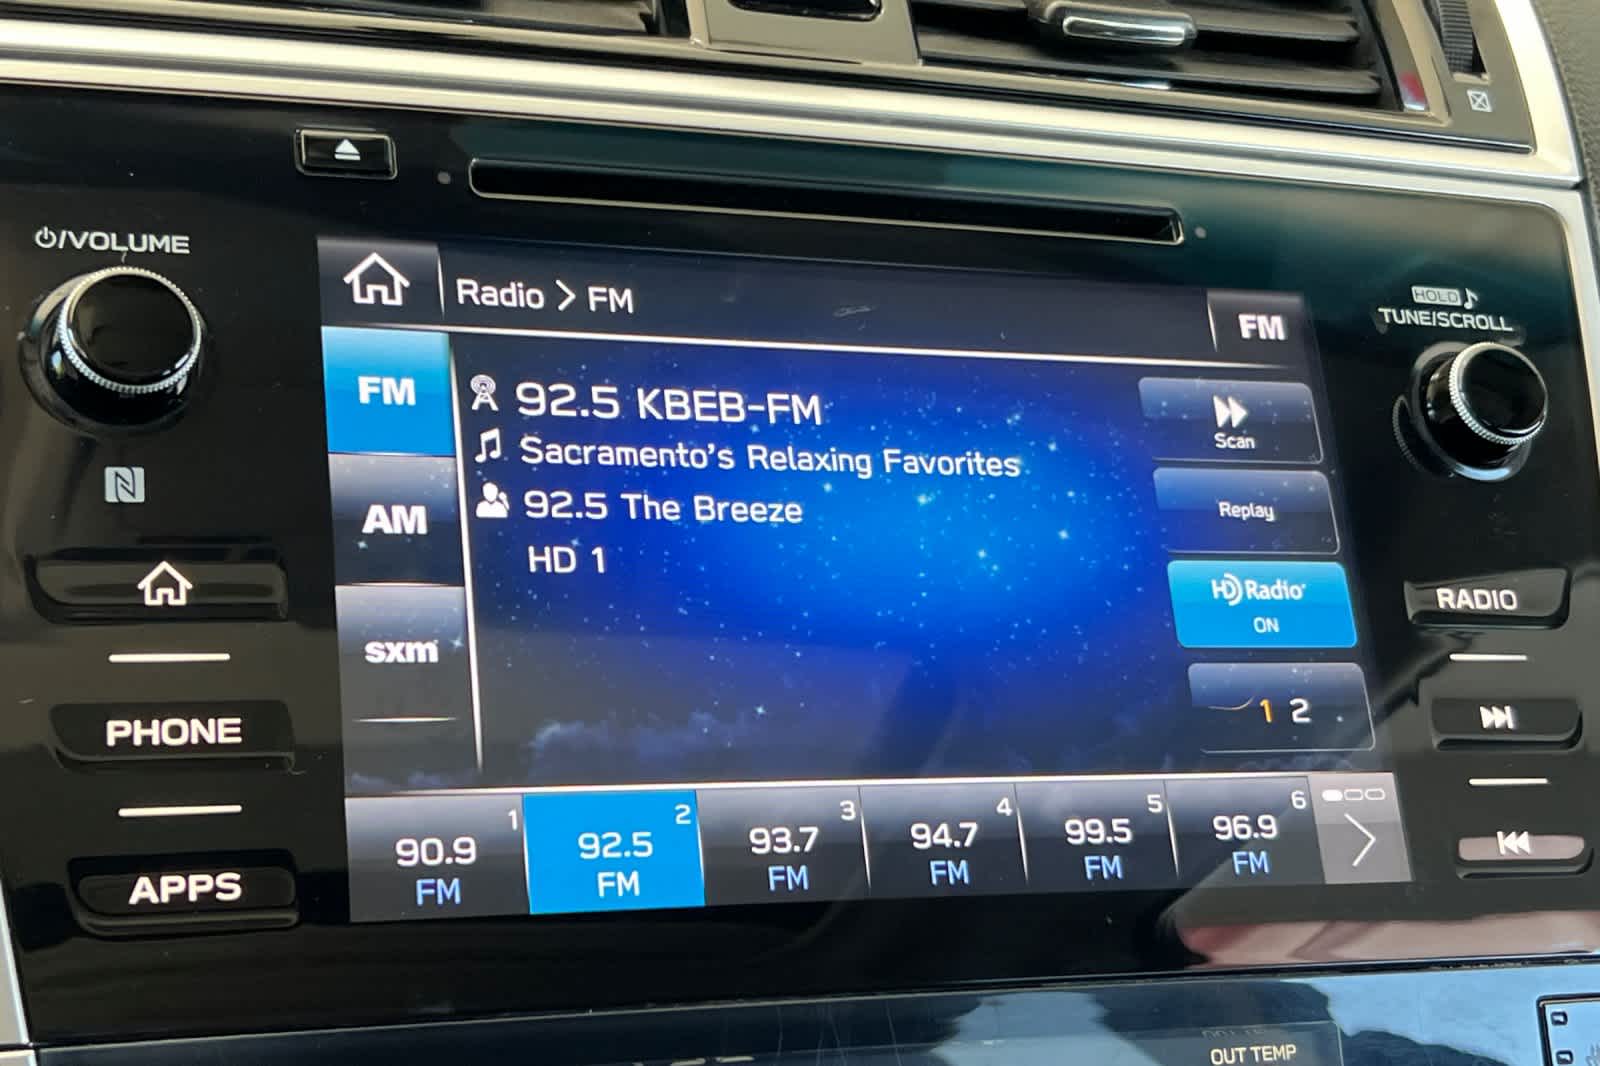 ⏻/VOLUME
HOLD ♪
TUNE/SCROLL
Radio > FM
FM
FM
92.5 KBEB-FM
Scan
Sacramento's Relaxing Favorites
AM
92.5 The Breeze
Replay
HD 1
HD Radio
ON
RADIO
sxm
1 2
PHONE
1
90.9
FM
2
92.5
FM
3
93.7
FM
4
94.7
FM
5
99.5
FM
6
96.9
FM
APPS
OUT TEMP